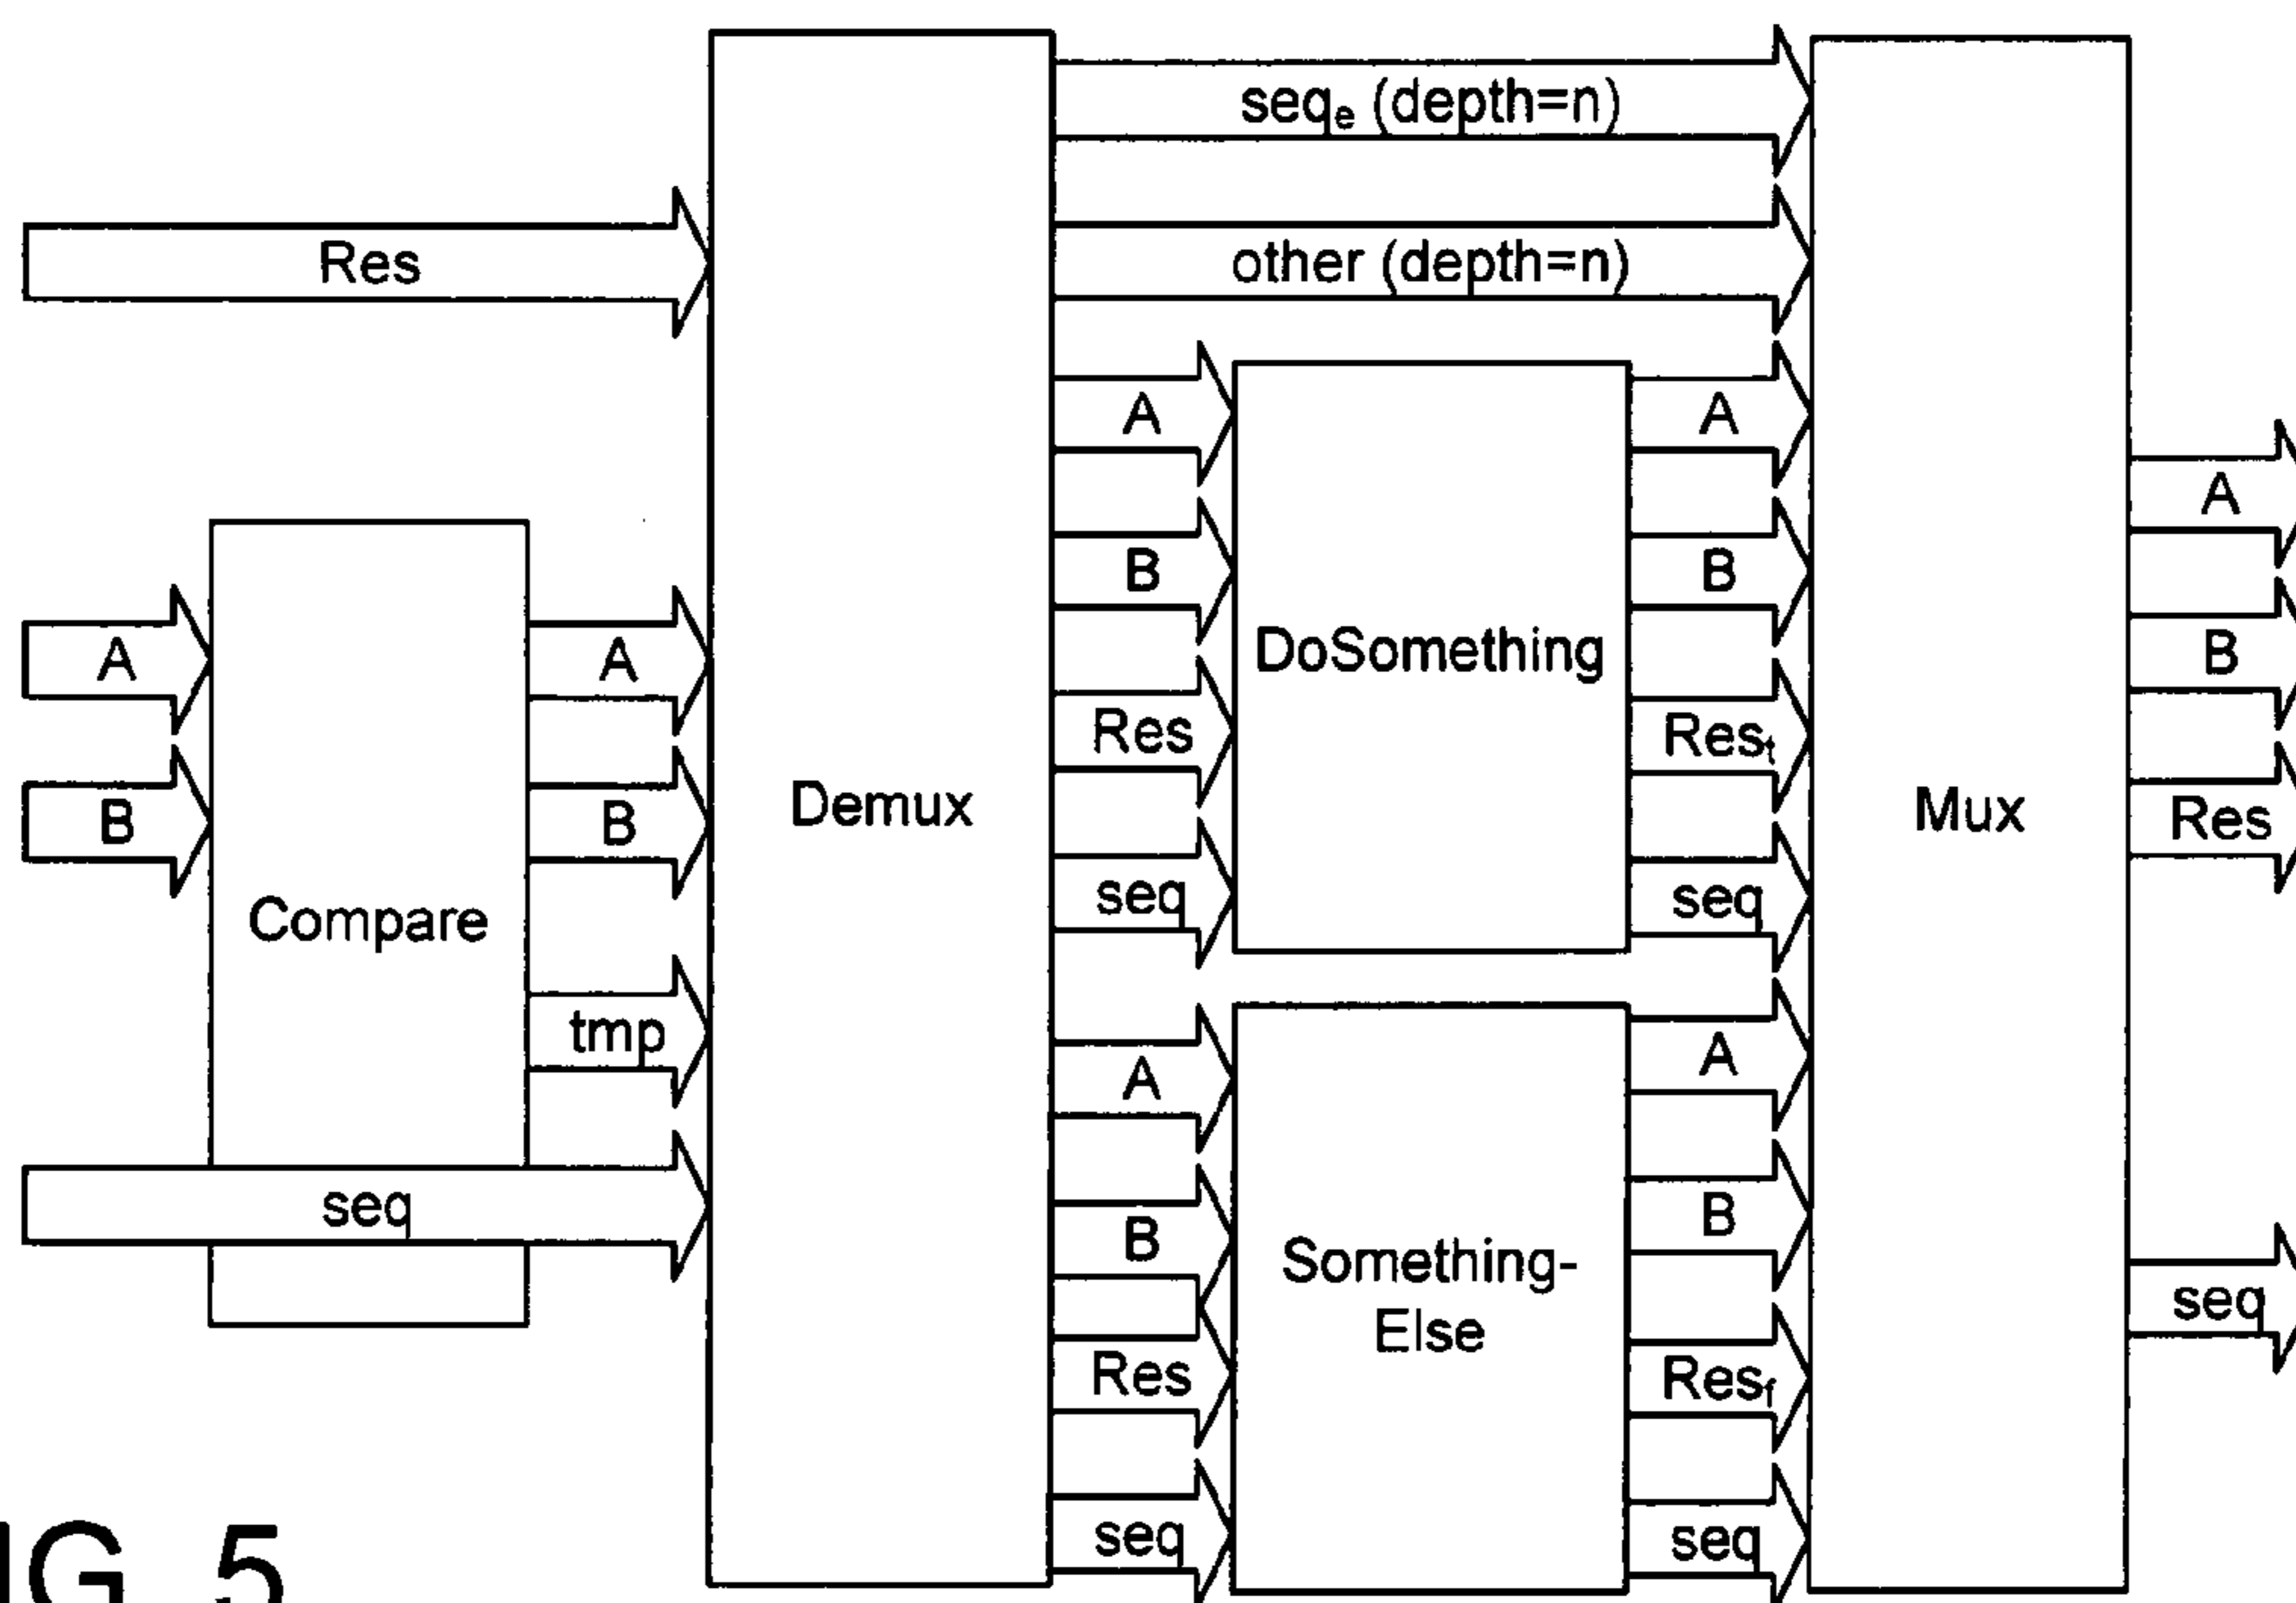 seqe (depth=n)
Res
other (depth=n)
A
A
A
B
B
Res
Rest
DoSomething
seq
seq
A
A
B
B
Compare
tmp
seq
Demux
Mux
A
A
B
B
Something-
Else
Res
Resf
seq
seq
B
Res
seq
IG. 5